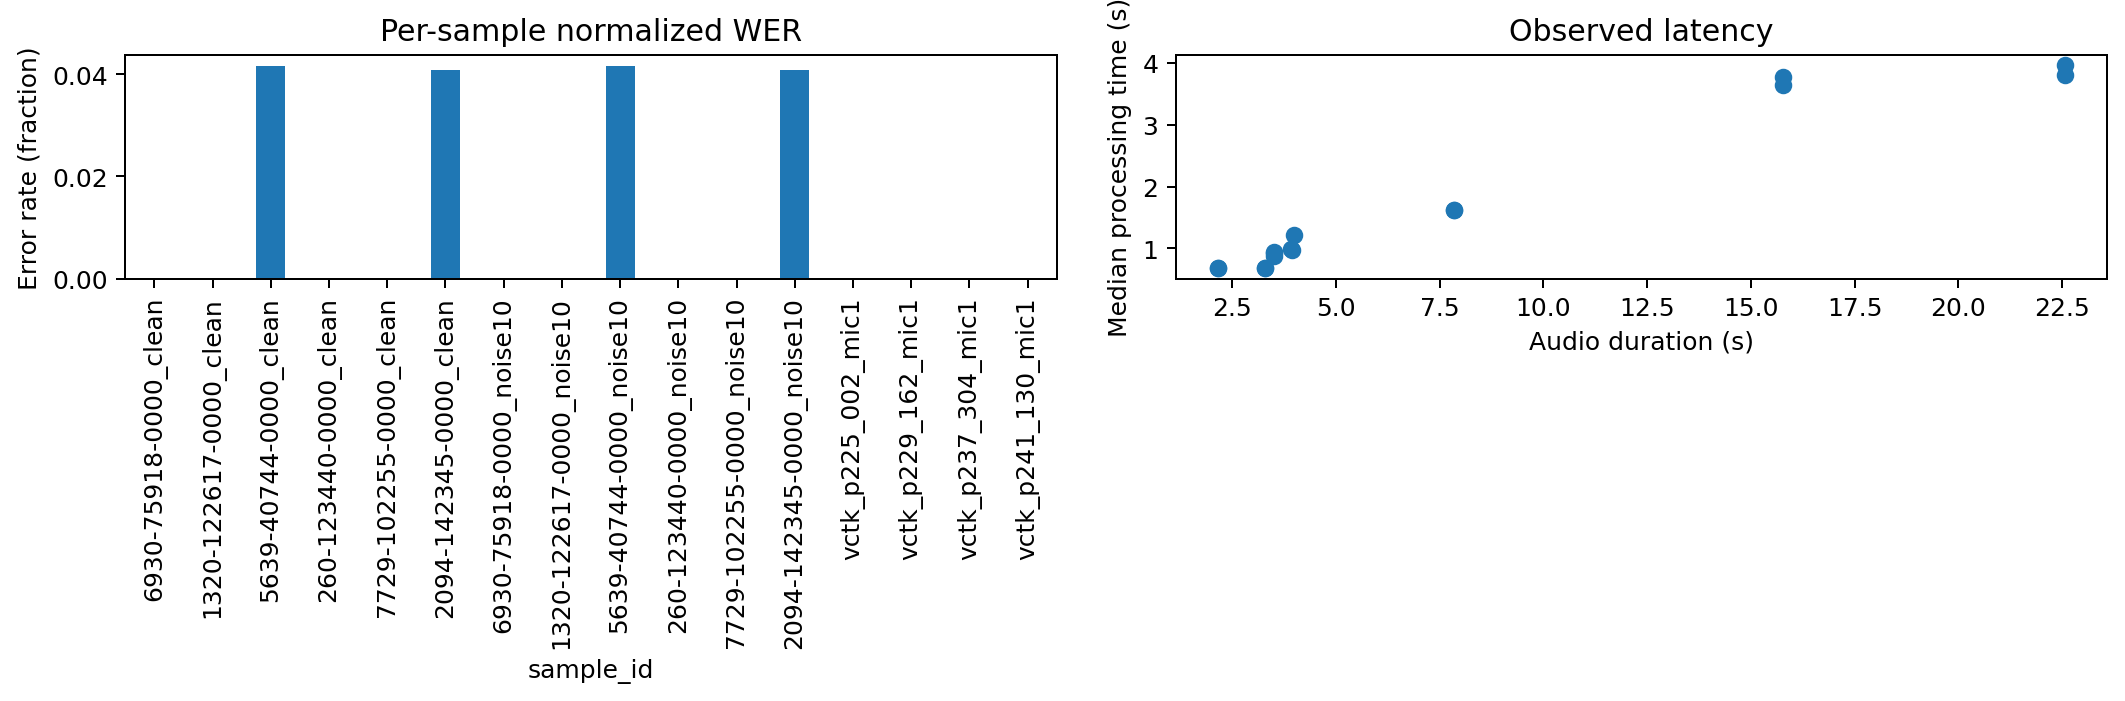 Per-sample normalized WER
Error rate (fraction)
0.04
0.02
0.00
6930-75918-0000_clean
1320-122617-0000_clean
5639-40744-0000_clean
260-123440-0000_clean
7729-102255-0000_clean
2094-142345-0000_clean
6930-75918-0000_noise10
1320-122617-0000_noise10
5639-40744-0000_noise10
260-123440-0000_noise10
7729-102255-0000_noise10
2094-142345-0000_noise10
vctk_p225_002_mic1
vctk_p229_162_mic1
vctk_p237_304_mic1
vctk_p241_130_mic1
sample_id
Observed latency
Median processing time (s)
4
3
2
1
2.5 5.0 7.5 10.0 12.5 15.0 17.5 20.0 22.5
Audio duration (s)